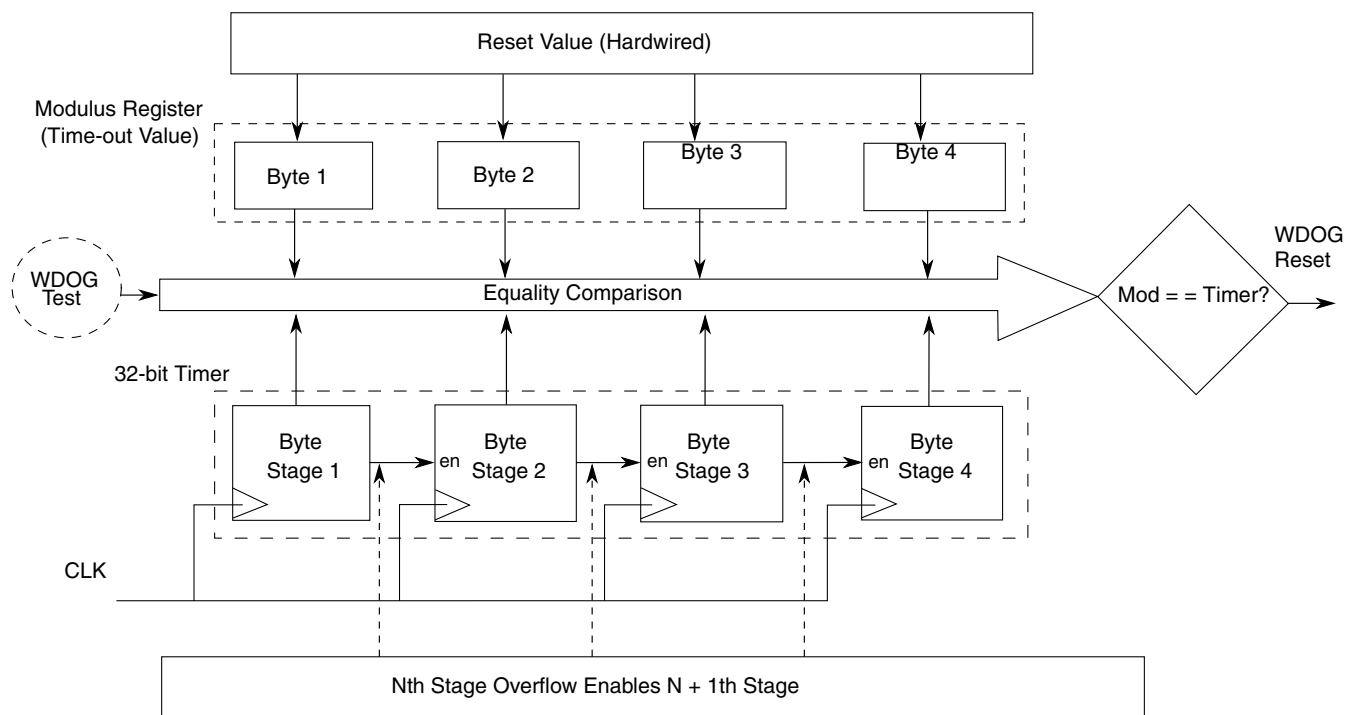 Reset Value (Hardwired)
Modulus Register
(Time-out Value)
Byte 1
Byte 2
Byte 3
Byte 4
WDOG
Test
Equality Comparison
Mod = = Timer?
WDOG
Reset
32-bit Timer
Byte
Stage 1
en
Byte
Stage 2
en
Byte
Stage 3
en
Byte
Stage 4
CLK
Nth Stage Overflow Enables N + 1th Stage